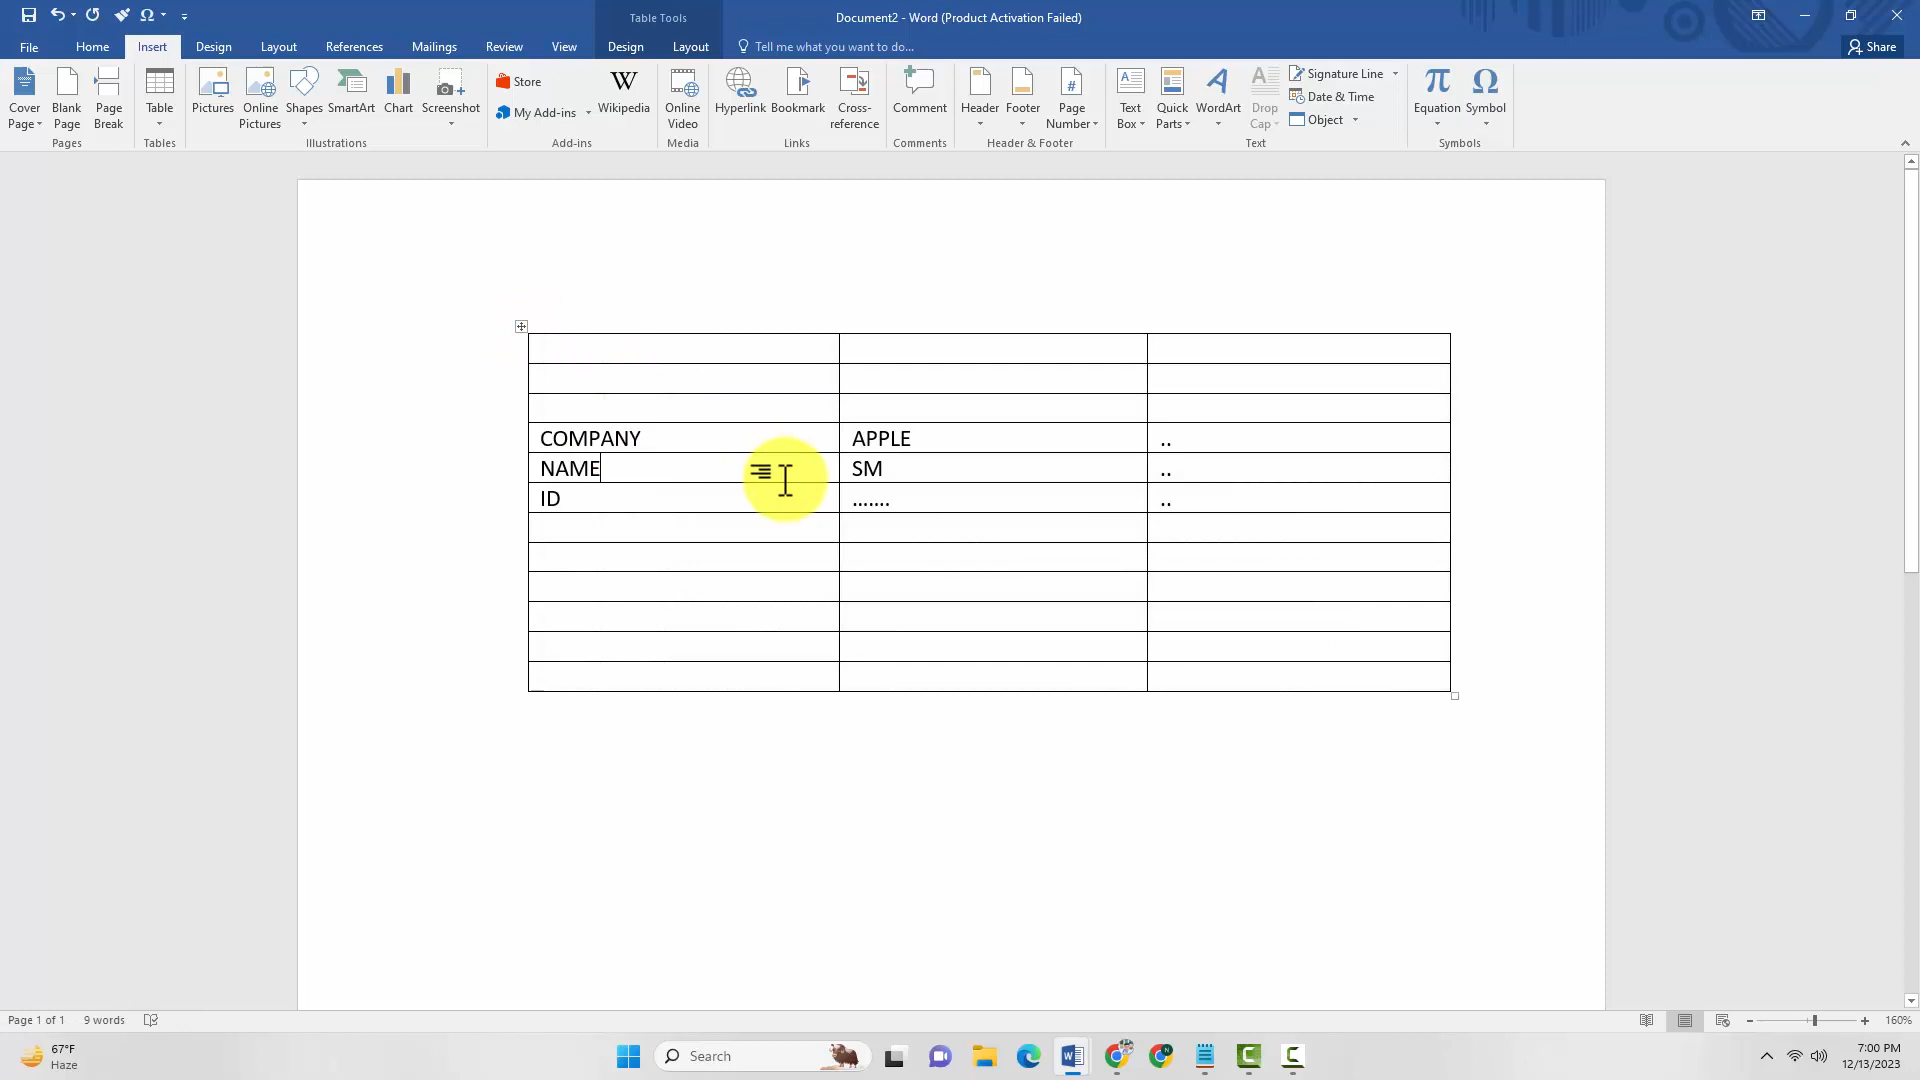 Table Tools
Document2 - Word (Product Activation Failed)
File Home Insert Design Layout References Mailings Review View Design Layout Tell me what you want to do... Share
Cover Page
Blank Page
Page Break
Table
Pictures
Online Pictures
Shapes
SmartArt
Chart
Screenshot
Store
My Add-ins
W
Wikipedia
Online Video
Hyperlink
Bookmark
Cross-reference
Comment
Header
Footer
Page Number
Text Box
Quick Parts
WordArt
Drop Cap
Signature Line
Date & Time
Object
Equation
Symbol
Pages Tables Illustrations Add-ins Media Links Comments Header & Footer Text Symbols
COMPANY APPLE ..
NAME SM ..
ID ....... ..
Page 1 of 1 9 words 160%
67°F
Haze
Search
7:00 PM
12/13/2023